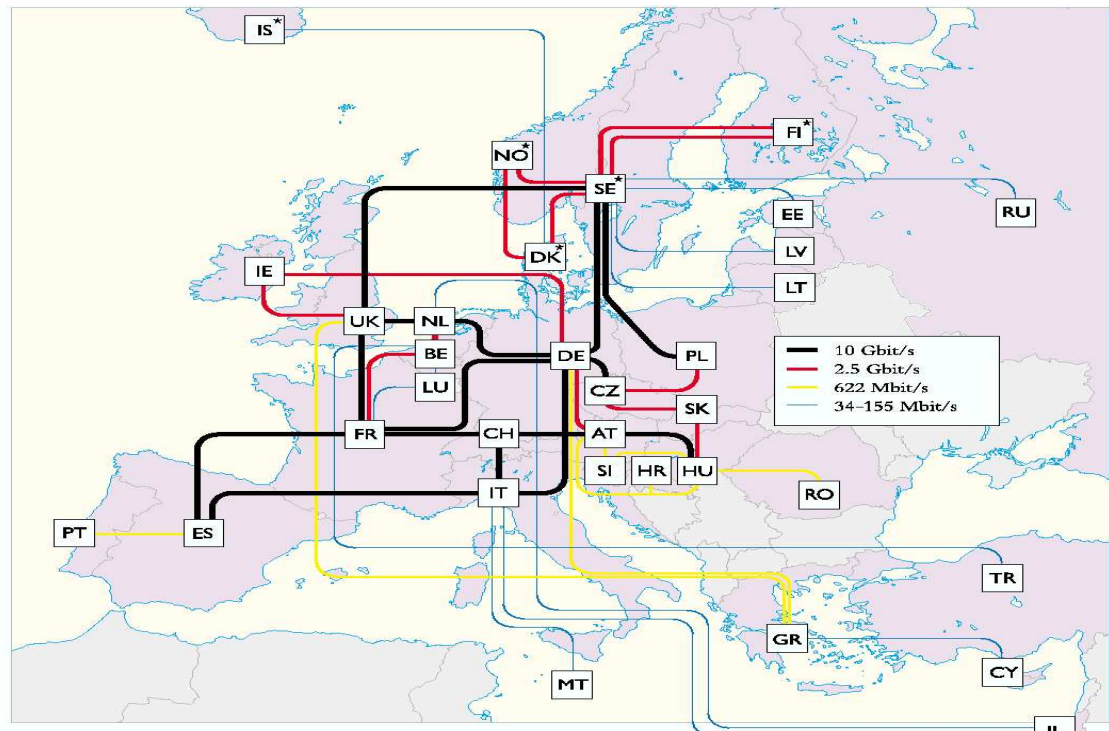 IS*
NO*
FI*
SE*
EE
RU
DK*
LV
IE
LT
UK
NL
BE
DE
PL
LU
CZ
SK
10 Gbit/s
2.5 Gbit/s
622 Mbit/s
34-155 Mbit/s
FR
CH
AT
SI
HR
HU
IT
RO
PT
ES
TR
GR
CY
MT